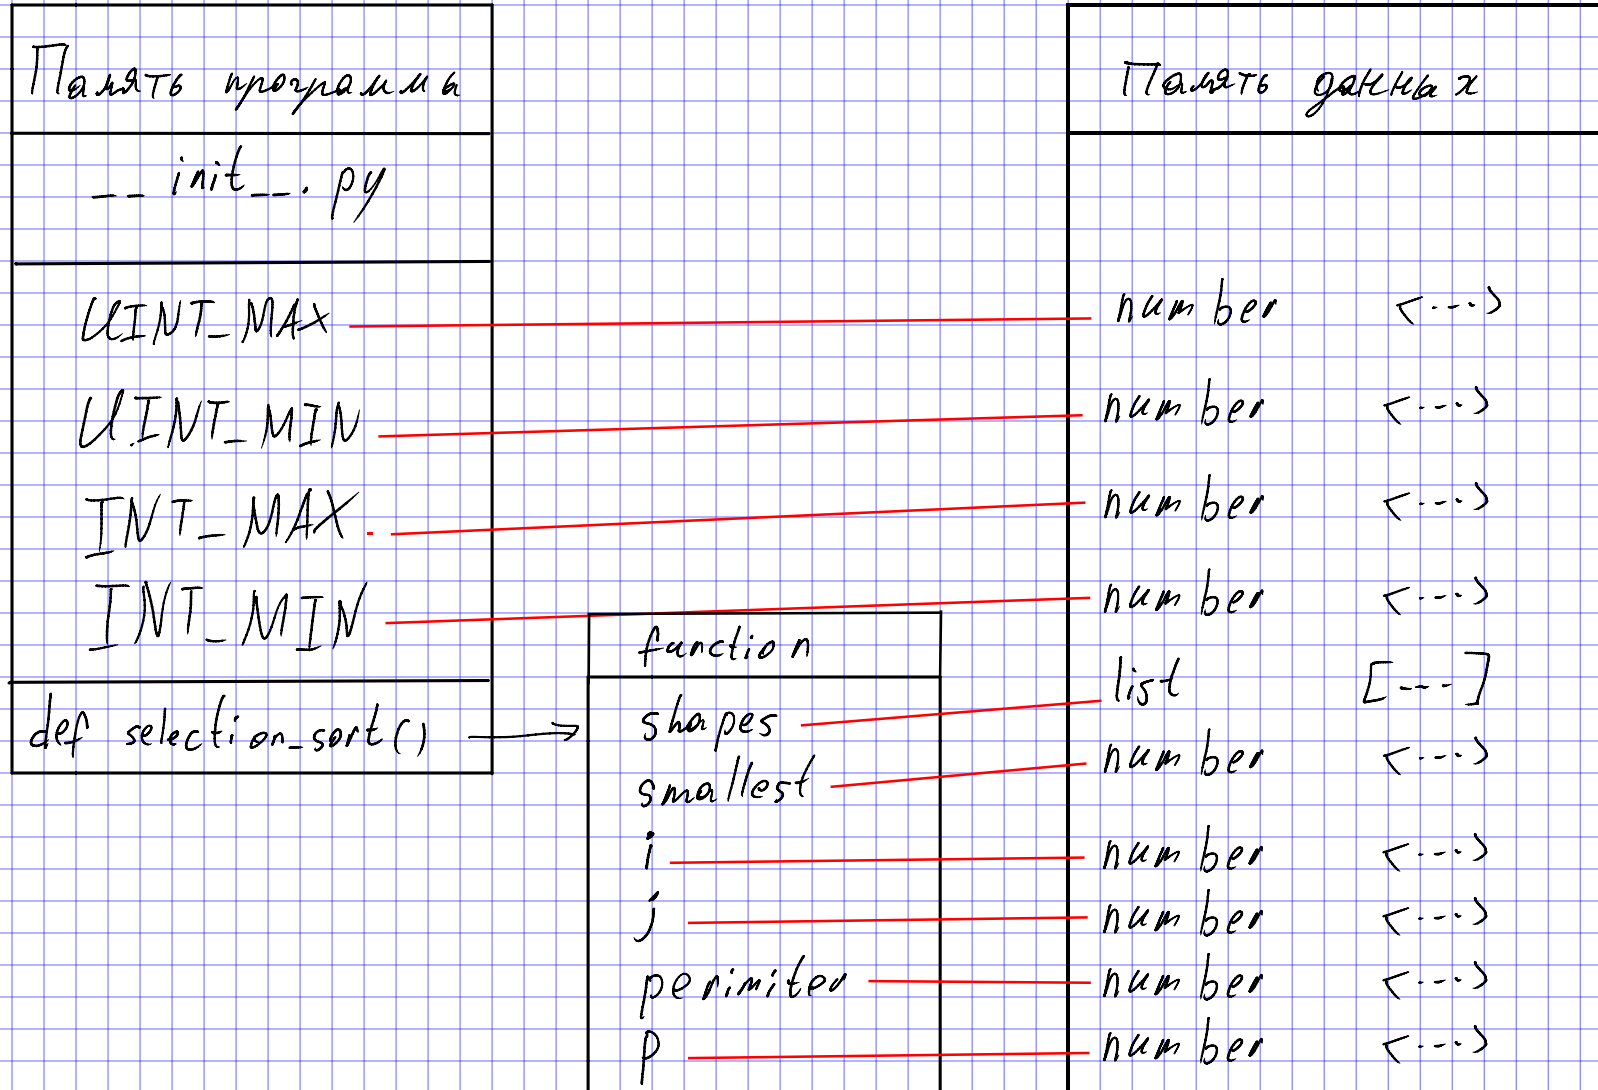 Память программы
Память данных
__init__.py
UINT_MAX
number <--->
UINT_MIN
number <--->
INT_MAX
number <--->
INT_MIN
number <--->
function
def selection_sort()
shapes
list [---]
smallest
number <--->
i
number <--->
j
number <--->
perimiter
number <--->
p
number <--->